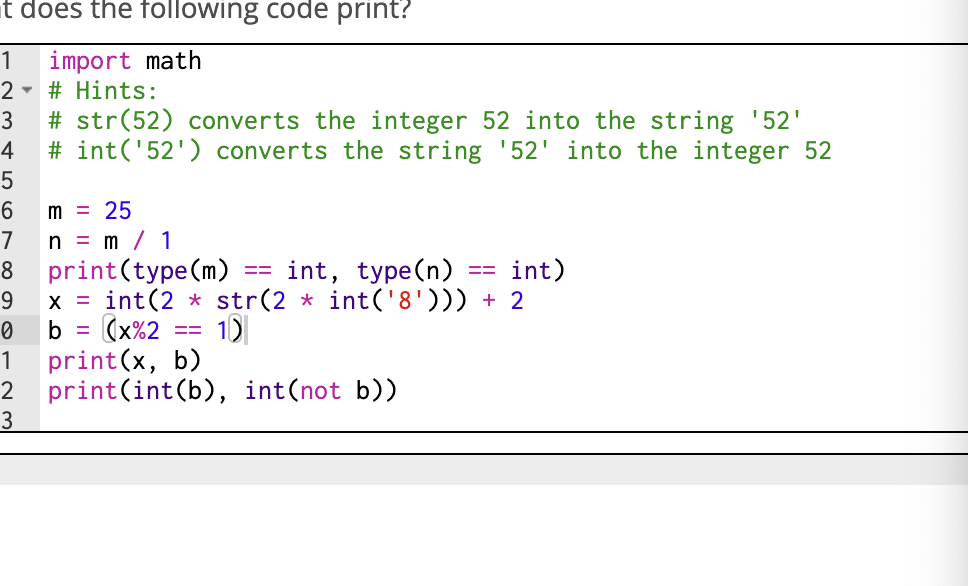 t does the following code print?
1 import math
2 # Hints:
3 # str(52) converts the integer 52 into the string '52'
4 # int('52') converts the string '52' into the integer 52
5
6 m = 25
7 n = m / 1
8 print(type(m) == int, type(n) == int)
9 x = int(2 * str(2 * int('8'))) + 2
0 b = (x%2 == 1)
1 print(x, b)
2 print(int(b), int(not b))
3